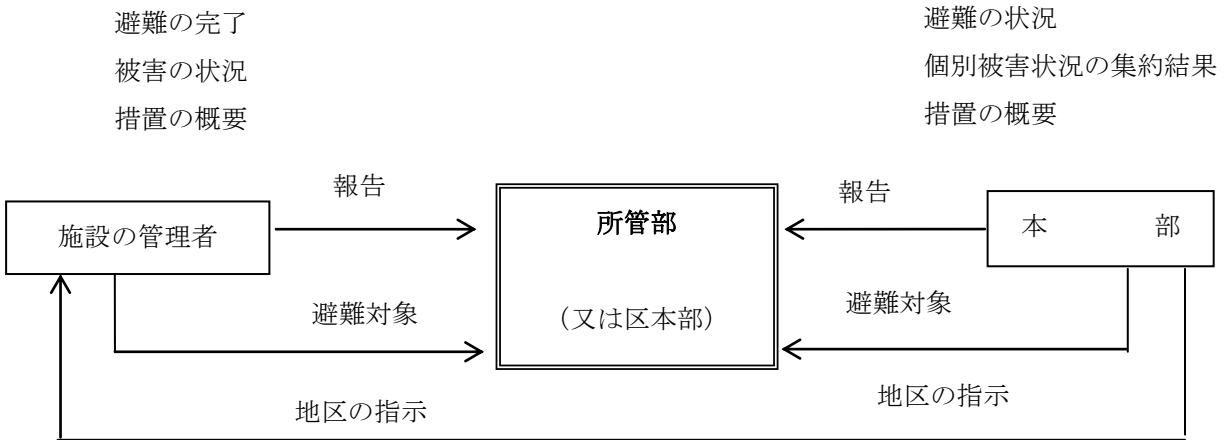 避難の完了
被害の状況
措置の概要
避難の状況
個別被害状況の集約結果
措置の概要
報告
報告
施設の管理者
所管部
本　　　部
避難対象
（又は区本部）
避難対象
地区の指示
地区の指示